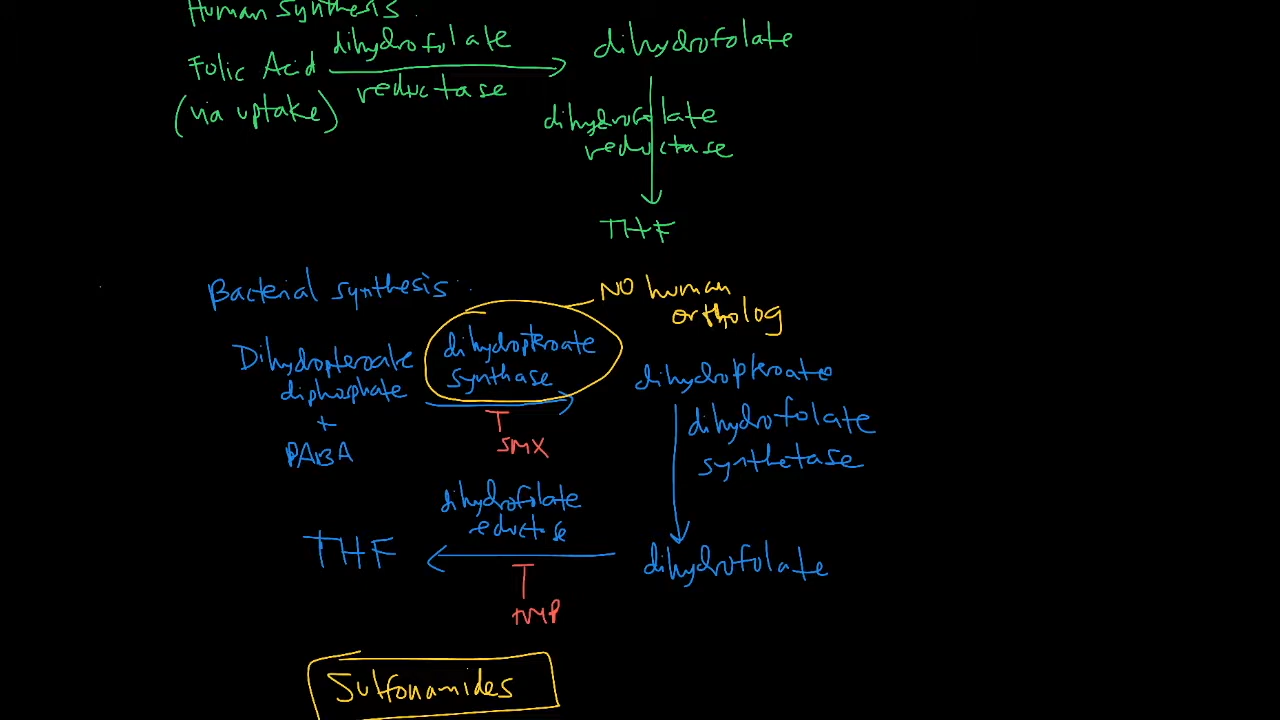 Human Synthesis:
Folic Acid
(via uptake)
dihydrofolate
reductase
dihydrofolate
dihydrofolate
reductase
THF
Bacterial synthesis:
NO human
ortholog
Dihydropteroate
diphosphate
+
PABA
dihydropteroate
synthase
SMX
dihydropteroate
dihydrofolate
synthetase
dihydrofolate
dihydrofolate
reductase
TMP
THF
Sulfonamides